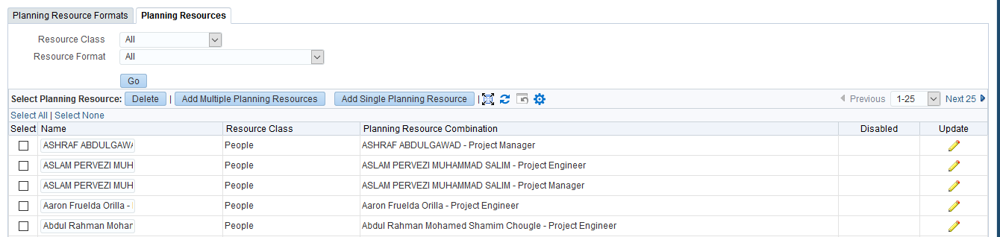 Planning Resource Formats Planning Resources
Resource Class All
Resource Format All
Go
Select Planning Resource: Delete | Add Multiple Planning Resources Add Single Planning Resource | Previous 1-25 Next 25
Select All | Select None
Select Name Resource Class Planning Resource Combination Disabled Update
ASHRAF ABDULGAWA People ASHRAF ABDULGAWAD - Project Manager
ASLAM PERVEZI MUH People ASLAM PERVEZI MUHAMMAD SALIM - Project Engineer
ASLAM PERVEZI MUH People ASLAM PERVEZI MUHAMMAD SALIM - Project Manager
Aaron Fruelda Orilla - People Aaron Fruelda Orilla - Project Engineer
Abdul Rahman Mohar People Abdul Rahman Mohamed Shamim Chougle - Project Engineer